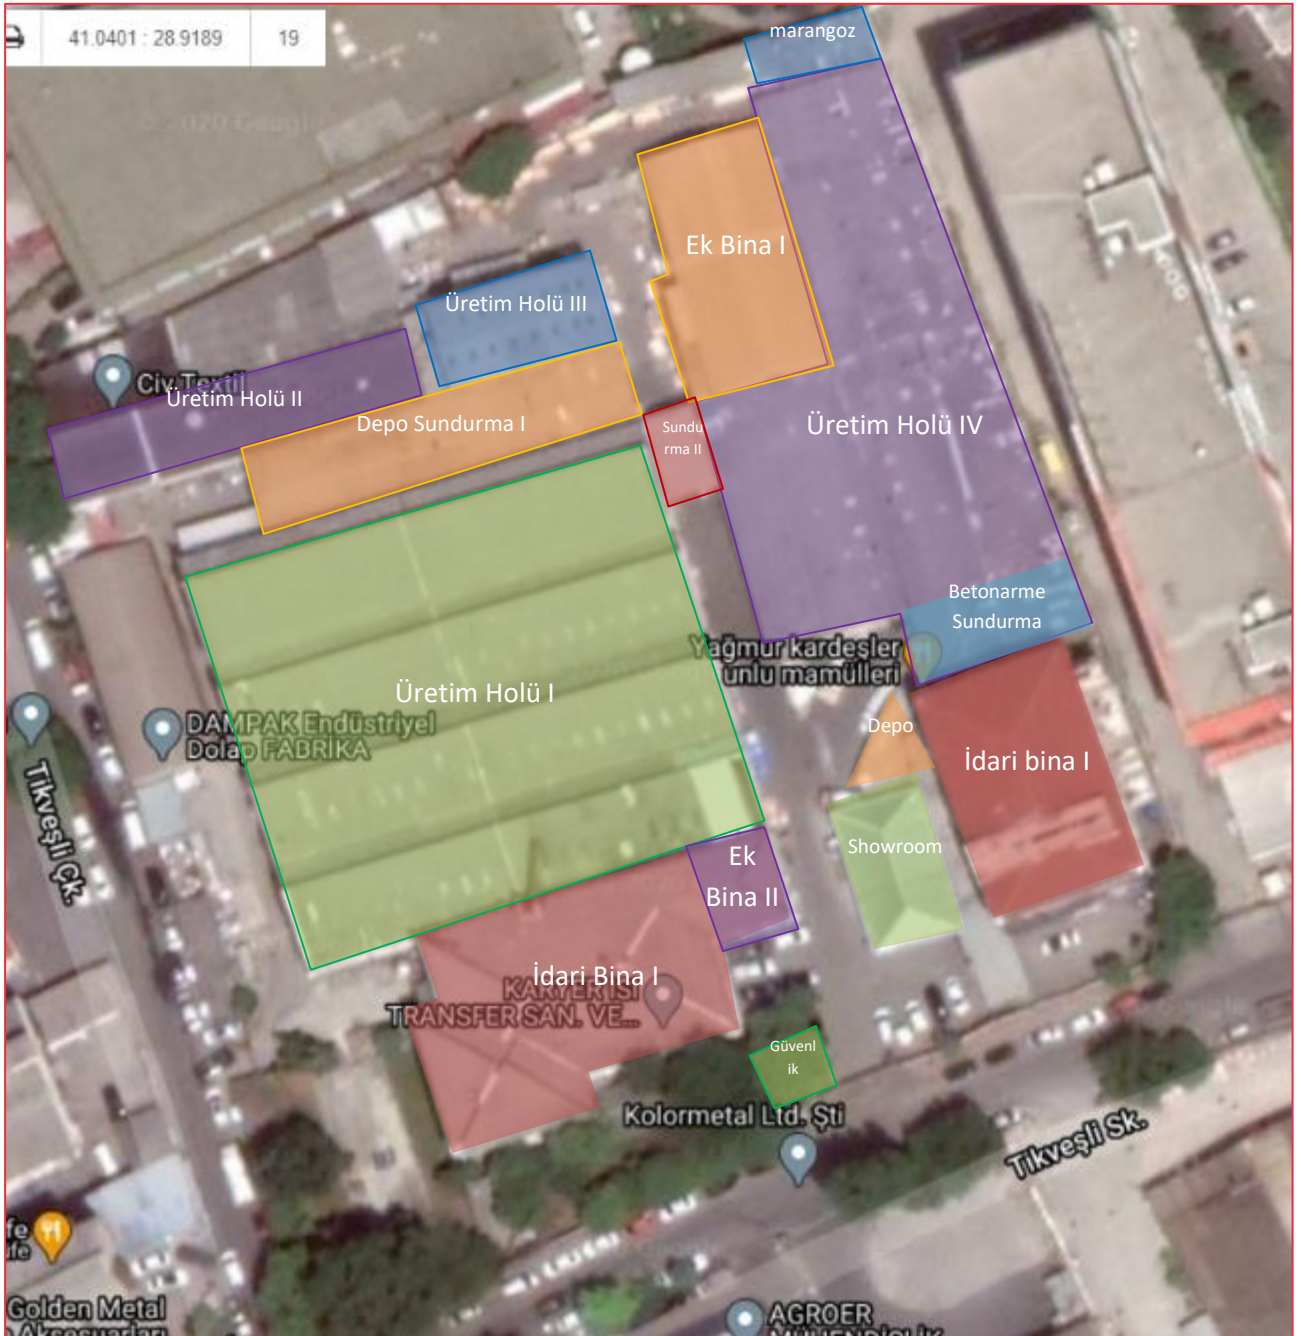 41.0401 : 28.9189
19
marangoz
Ek Bina I
Üretim Holü III
Civ Textil
Üretim Holü II
Depo Sundurma I
Sundu
rma II
Üretim Holü IV
Betonarme
Sundurma
Yağmur kardeşler
unlu mamülleri
Üretim Holü I
DAMPAK Endüstriyel
Dolap FABRİKA
Depo
İdari bina I
Tikveşli Çk.
Showroom
Ek
Bina II
İdari Bina I
KARYER ISI
TRANSFER SAN. VE...
Güvenl
ik
Kolormetal Ltd. Şti
Tikveşli Sk.
Golden Metal
Aksesuarları
AGROER
MÜHENDİSLİK